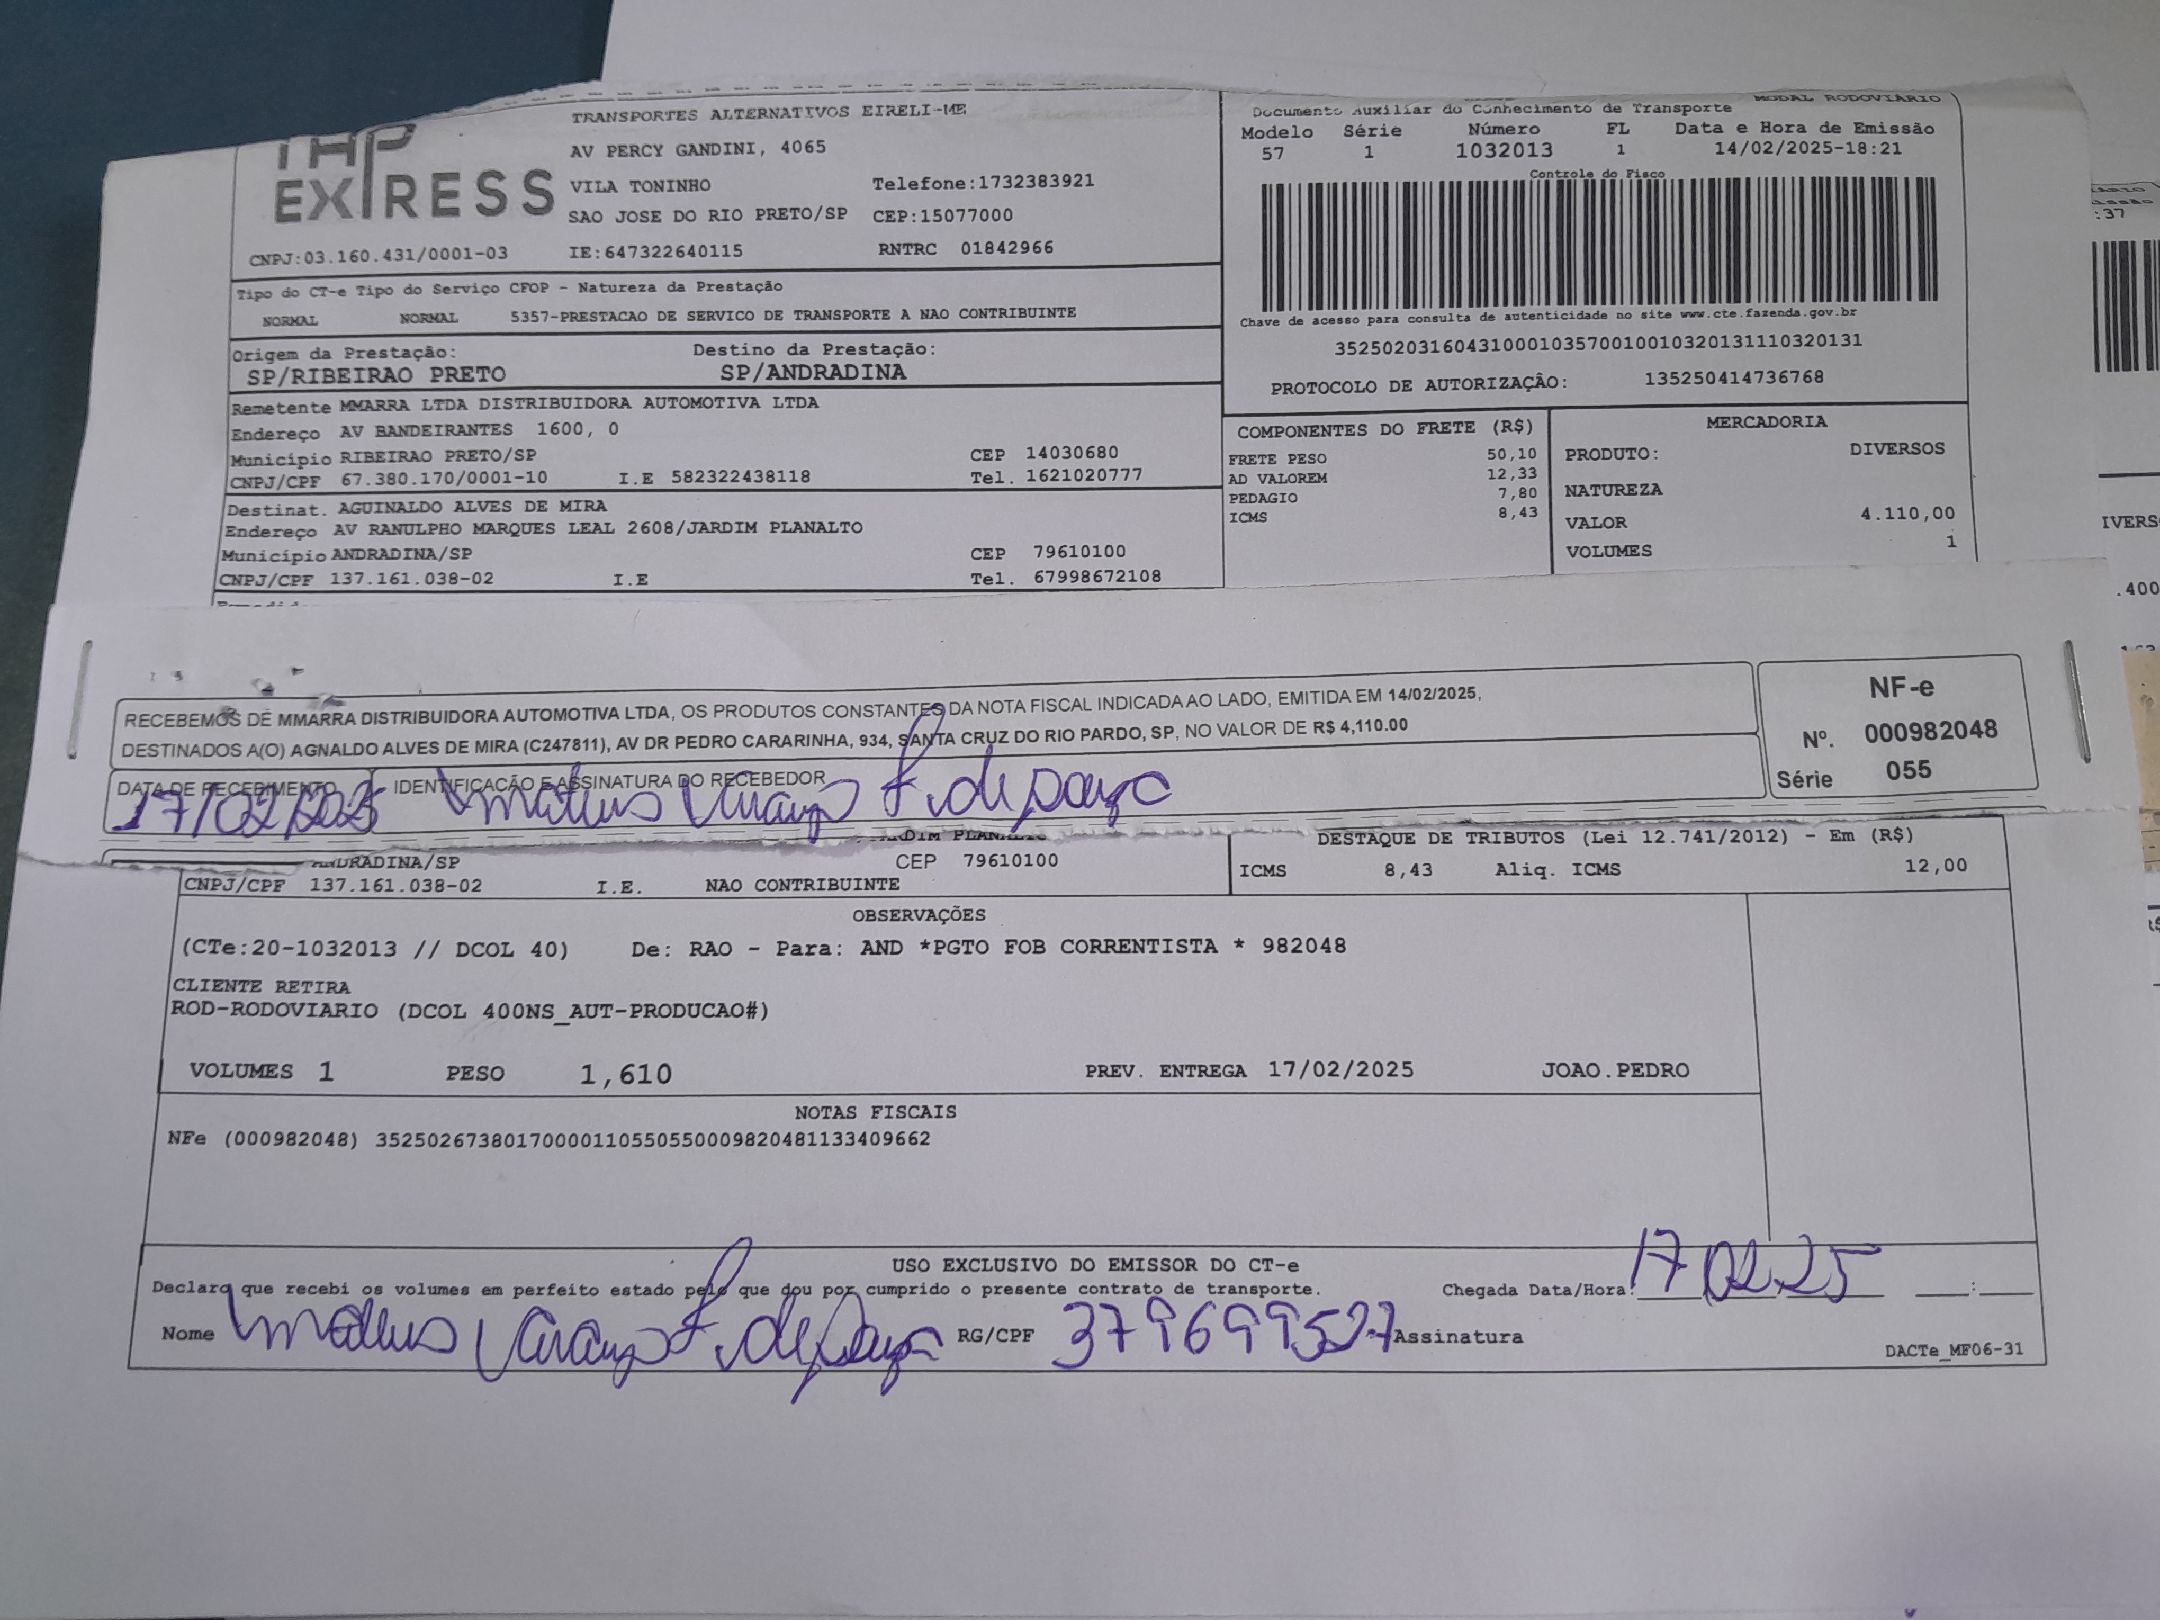 TRANSPORTES ALTERNATIVOS EIRELI-ME
AV PERCY GANDINI, 4065
VILA TONINHO Telefone:1732383921
SAO JOSE DO RIO PRETO/SP CEP:15077000
EXPRESS
CNPJ:03.160.431/0001-03 IE:647322640115 RNTRC 01842966
MODAL RODOVIARIO
Documento Auxiliar do Conhecimento de Transporte
Modelo Série Número FL Data e Hora de Emissão
57 1 1032013 1 14/02/2025-18:21
Controle do Fisco
Chave de acesso para consulta de autenticidade no site www.cte.fazenda.gov.br
35250203160431000103570010010320131110320131
PROTOCOLO DE AUTORIZAÇÃO: 135250414736768
Tipo do CT-e Tipo do Serviço CFOP - Natureza da Prestação
NORMAL NORMAL 5357-PRESTACAO DE SERVICO DE TRANSPORTE A NAO CONTRIBUINTE
Origem da Prestação: Destino da Prestação:
SP/RIBEIRAO PRETO SP/ANDRADINA
Remetente MMARRA LTDA DISTRIBUIDORA AUTOMOTIVA LTDA
Endereço AV BANDEIRANTES 1600, 0
Município RIBEIRAO PRETO/SP CEP 14030680
CNPJ/CPF 67.380.170/0001-10 I.E 582322438118 Tel. 1621020777
Destinat. AGUINALDO ALVES DE MIRA
Endereço AV RANULPHO MARQUES LEAL 2608/JARDIM PLANALTO
Município ANDRADINA/SP CEP 79610100
CNPJ/CPF 137.161.038-02 I.E Tel. 67998672108
COMPONENTES DO FRETE (R$)
FRETE PESO 50,10
AD VALOREM 12,33
PEDAGIO 7,80
ICMS 8,43
MERCADORIA
PRODUTO: DIVERSOS
NATUREZA
VALOR 4.110,00
VOLUMES 1
:37
IVERS
.400
RECEBEMOS DE MMARRA DISTRIBUIDORA AUTOMOTIVA LTDA, OS PRODUTOS CONSTANTES DA NOTA FISCAL INDICADA AO LADO, EMITIDA EM 14/02/2025,
DESTINADOS A(O) AGNALDO ALVES DE MIRA (C247811), AV DR PEDRO CARARINHA, 934, SANTA CRUZ DO RIO PARDO, SP, NO VALOR DE R$ 4,110.00
NF-e
Nº. 000982048
Série 055
DATA DE RECEBIMENTO IDENTIFICAÇÃO E ASSINATURA DO RECEBEDOR
17/02/2025 Mateus F. de Souza
ANDRADINA/SP CEP 79610100
CNPJ/CPF 137.161.038-02 I.E. NAO CONTRIBUINTE
DESTAQUE DE TRIBUTOS (Lei 12.741/2012) - Em (R$)
ICMS 8,43 Aliq. ICMS 12,00
OBSERVAÇÕES
(CTe:20-1032013 // DCOL 40) De: RAO - Para: AND *PGTO FOB CORRENTISTA * 982048
CLIENTE RETIRA
ROD-RODOVIARIO (DCOL 400NS_AUT-PRODUCAO#)
VOLUMES 1 PESO 1,610 PREV. ENTREGA 17/02/2025 JOAO.PEDRO
NOTAS FISCAIS
NFe (000982048) 35250267380170000110550550009820481133409662
USO EXCLUSIVO DO EMISSOR DO CT-e
Declaro que recebi os volumes em perfeito estado pelo que dou por cumprido o presente contrato de transporte. Chegada Data/Hora: 17 02 25
Nome Mateus F. de Souza RG/CPF 379699527 Assinatura
DACTe_MF06-31